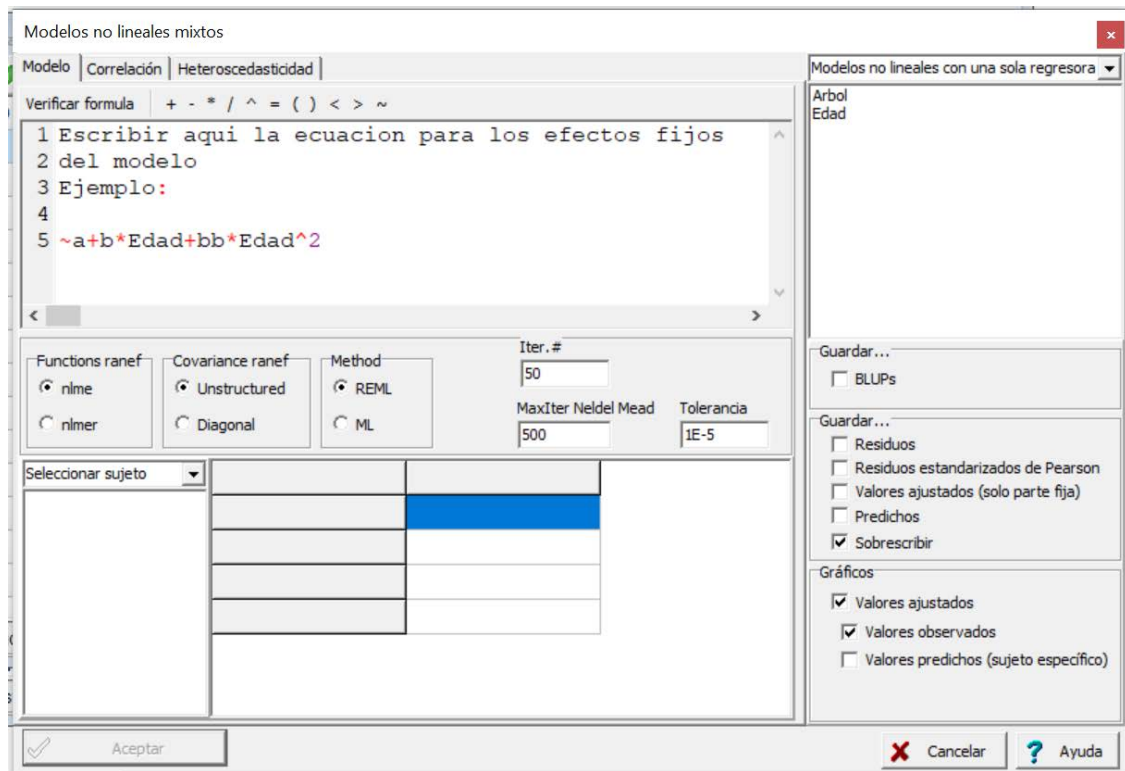 Modelos no lineales mixtos
Modelo Correlación Heteroscedasticidad
Verificar formula + - * / ^ = ( ) < > ~
1 Escribir aqui la ecuacion para los efectos fijos
2 del modelo
3 Ejemplo:
4
5 ~a+b*Edad+bb*Edad^2
Functions ranef
nlme
nlmer
Covariance ranef
Unstructured
Diagonal
Method
REML
ML
Iter.#
50
MaxIter Neldel Mead
500
Tolerancia
1E-5
Seleccionar sujeto
Modelos no lineales con una sola regresora
Arbol
Edad
Guardar...
BLUPs
Guardar...
Residuos
Residuos estandarizados de Pearson
Valores ajustados (solo parte fija)
Predichos
Sobrescribir
Gráficos
Valores ajustados
Valores observados
Valores predichos (sujeto específico)
Aceptar
Cancelar
? Ayuda